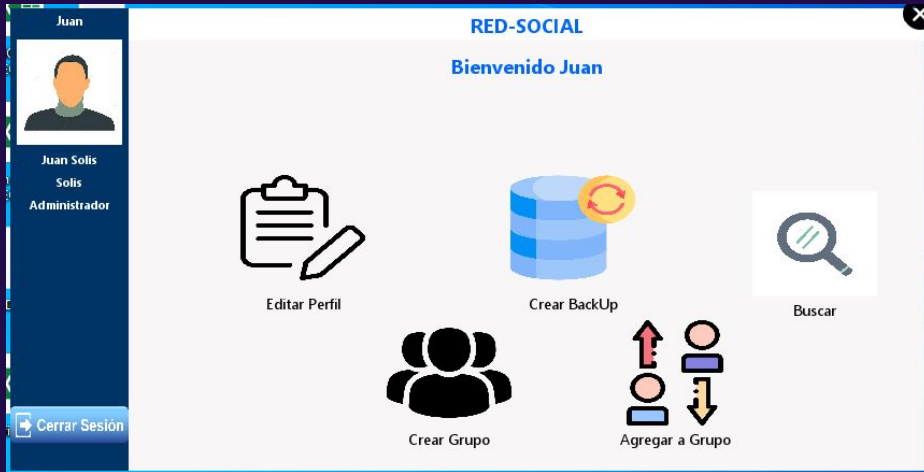 Juan
RED-SOCIAL
Bienvenido Juan
Juan Solis
Solis
Administrador
Editar Perfil
Crear BackUp
Buscar
Crear Grupo
Agregar a Grupo
Cerrar Sesión